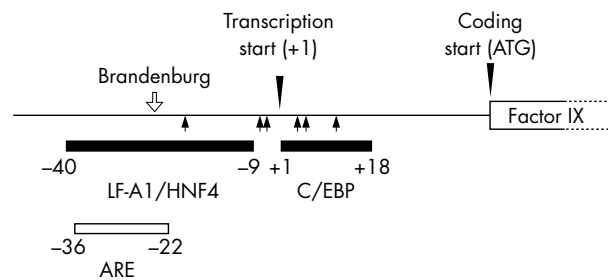 Transcription
start (+1)
Coding
start (ATG)
Brandenburg
Factor IX
–40
–9
+1
+18
LF-A1/HNF4
C/EBP
–36
–22
ARE